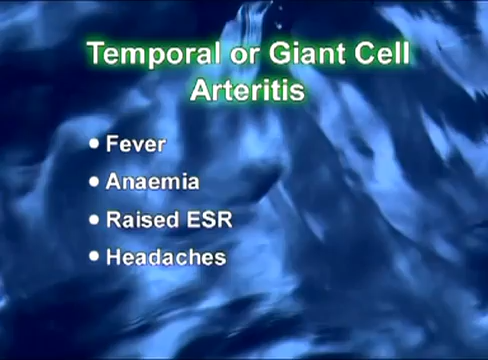 Temporal or Giant Cell
Arteritis
• Fever
• Anaemia
• Raised ESR
• Headaches